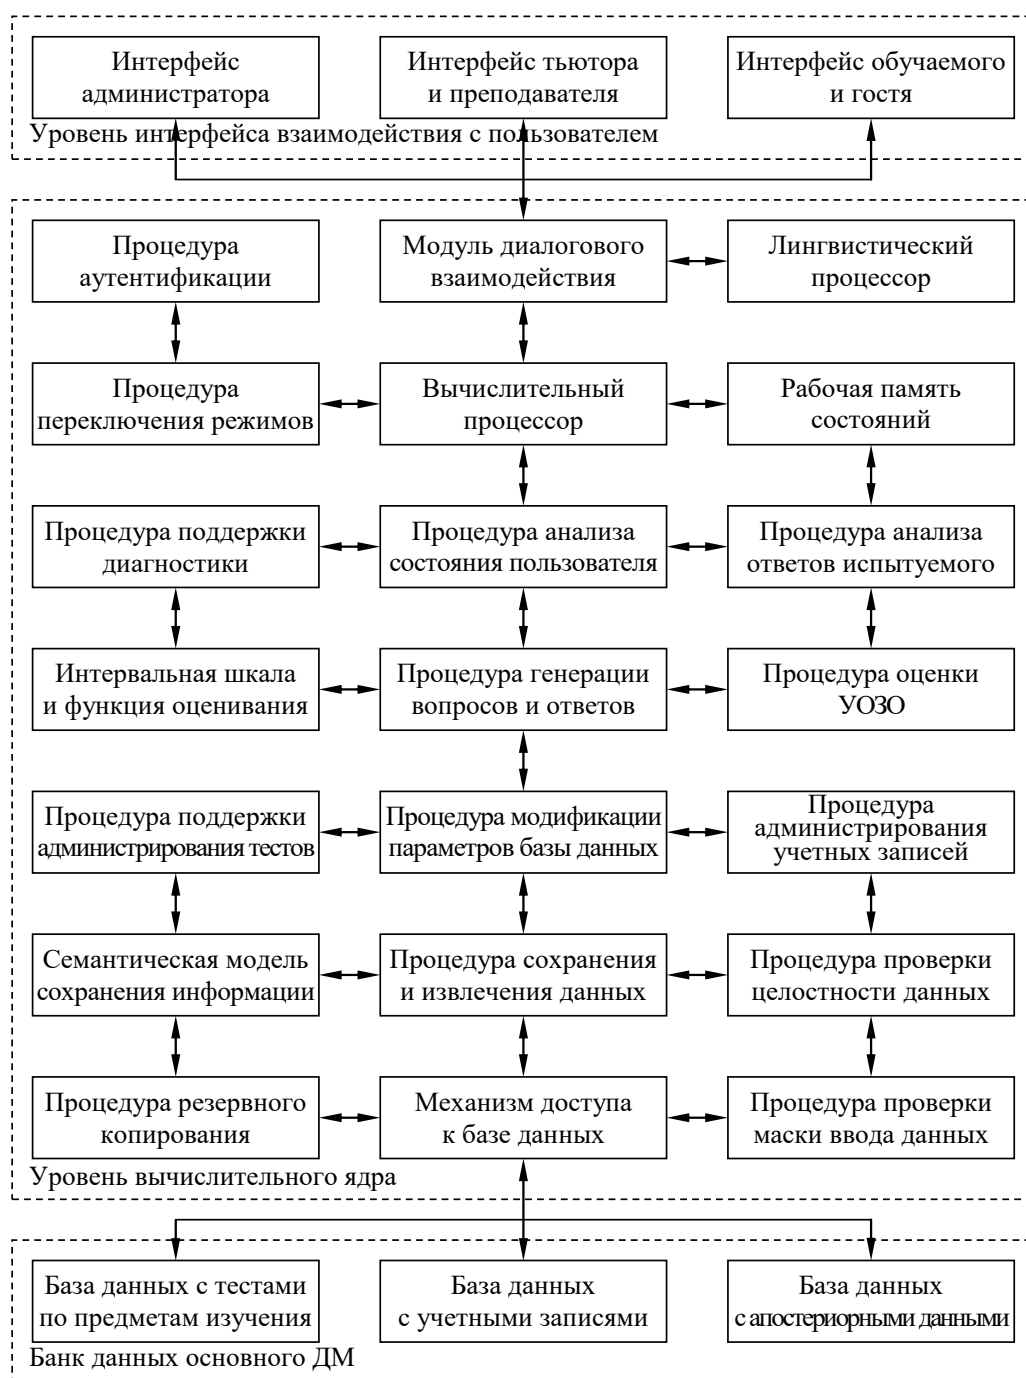 Интерфейс
администратора
Интерфейс тьютора
и преподавателя
Интерфейс обучаемого
и гостя
Уровень интерфейса взаимодействия с пользователем
Процедура
аутентификации
Модуль диалогового
взаимодействия
Лингвистический
процессор
Процедура
переключения режимов
Вычислительный
процессор
Рабочая память
состояний
Процедура поддержки
диагностики
Процедура анализа
состояния пользователя
Процедура анализа
ответов испытуемого
Интервальная шкала
и функция оценивания
Процедура генерации
вопросов и ответов
Процедура оценки
УОЗО
Процедура поддержки
администрирования тестов
Процедура модификации
параметров базы данных
Процедура
администрирования
учетных записей
Семантическая модель
сохранения информации
Процедура сохранения
и извлечения данных
Процедура проверки
целостности данных
Процедура резервного
копирования
Механизм доступа
к базе данных
Процедура проверки
маски ввода данных
Уровень вычислительного ядра
База данных с тестами
по предметам изучения
База данных
с учетными записями
База данных
с апостериорными данными
Банк данных основного ДМ